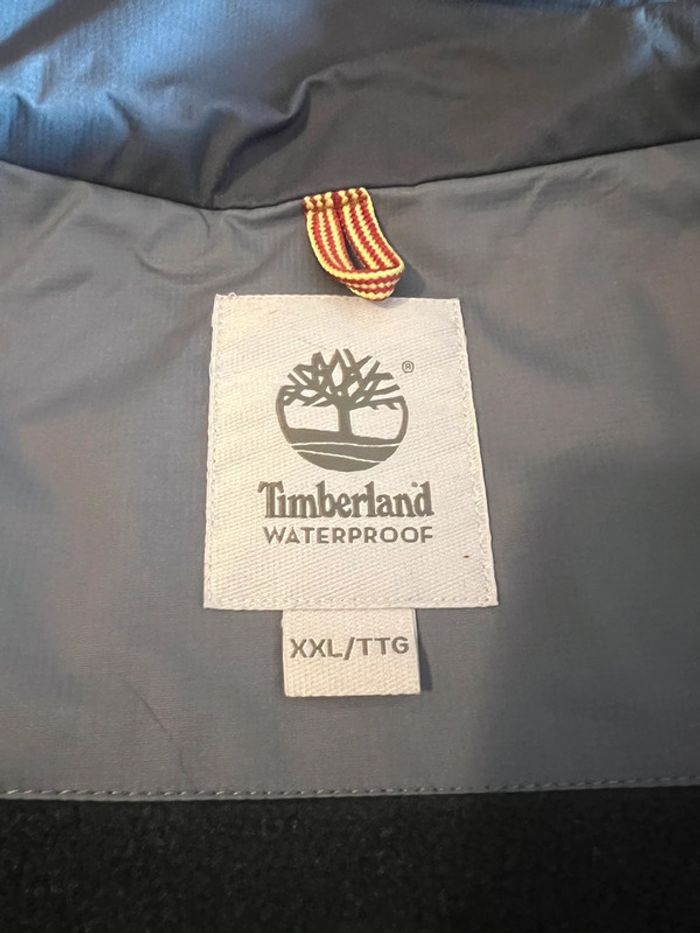 ®
Timberland
WATERPROOF
XXL/TTG